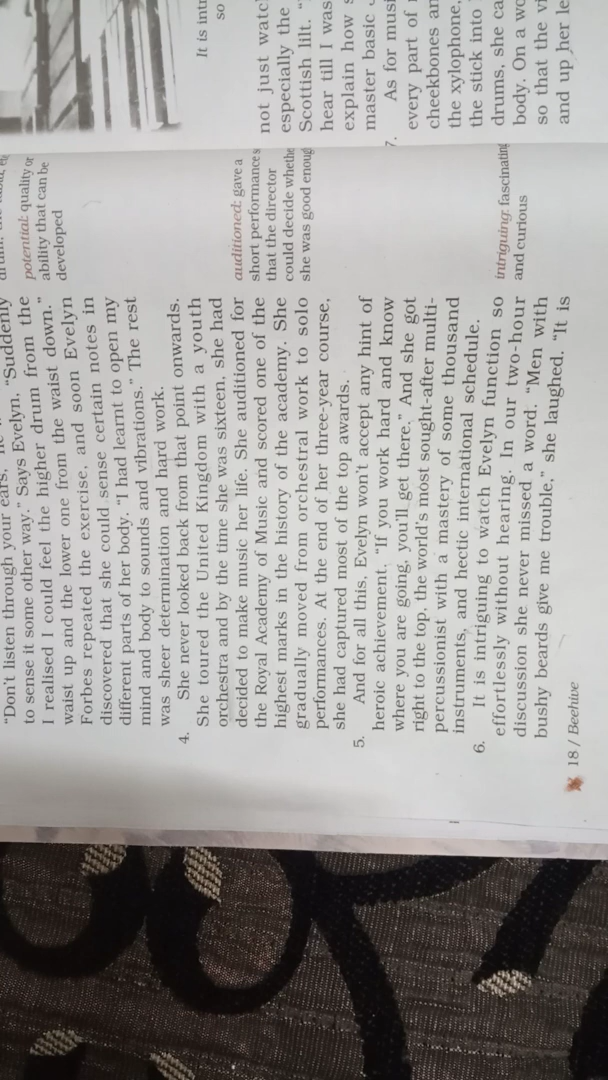 "Don't listen through your ears,
to sense it some other way." Says Evelyn, "Suddenly
I realised I could feel the higher drum from the
waist up and the lower one from the waist down."
Forbes repeated the exercise, and soon Evelyn
discovered that she could sense certain notes in
different parts of her body. "I had learnt to open my
mind and body to sounds and vibrations." The rest
was sheer determination and hard work.
4. She never looked back from that point onwards.
She toured the United Kingdom with a youth
orchestra and by the time she was sixteen, she had
decided to make music her life. She auditioned for
the Royal Academy of Music and scored one of the
highest marks in the history of the academy. She
gradually moved from orchestral work to solo
performances. At the end of her three-year course,
she had captured most of the top awards.
5. And for all this, Evelyn won't accept any hint of
heroic achievement. "If you work hard and know
where you are going, you'll get there." And she got
right to the top, the world's most sought-after multi-
percussionist with a mastery of some thousand
instruments, and hectic international schedule.
6. It is intriguing to watch Evelyn function so
effortlessly without hearing. In our two-hour
discussion she never missed a word. "Men with
bushy beards give me trouble," she laughed. "It is
18 / Beehive
potential: quality or
ability that can be
developed
auditioned: gave a
short performance s
that the director
could decide
she was good
intriguing: fascinating
and curious
It is
so
not just
especially the
Scottish lilt. "
hear till I was
explain how
master basic
7. As for
every part of
cheekbones
the xylophone,
the stick into
drums, she
body. On a
so that the
and up her